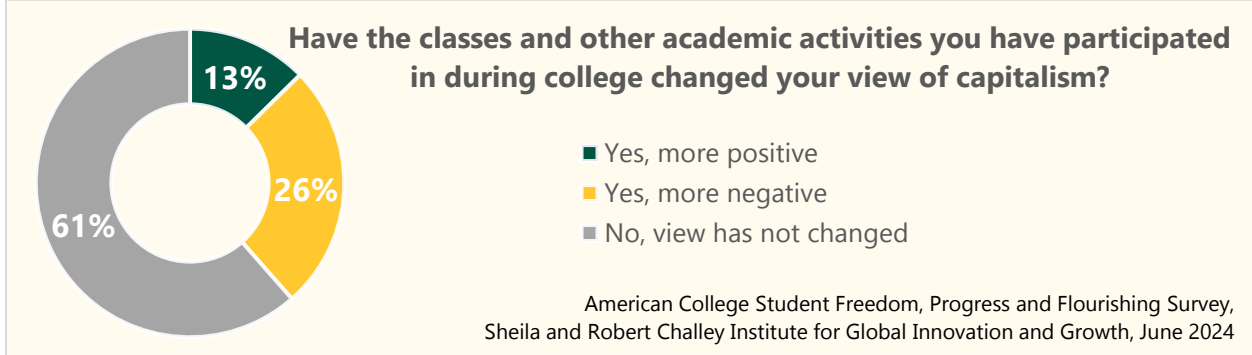 Have the classes and other academic activities you have participated
in during college changed your view of capitalism?
13%
26%
61%
Yes, more positive
Yes, more negative
No, view has not changed
American College Student Freedom, Progress and Flourishing Survey,
Sheila and Robert Challey Institute for Global Innovation and Growth, June 2024